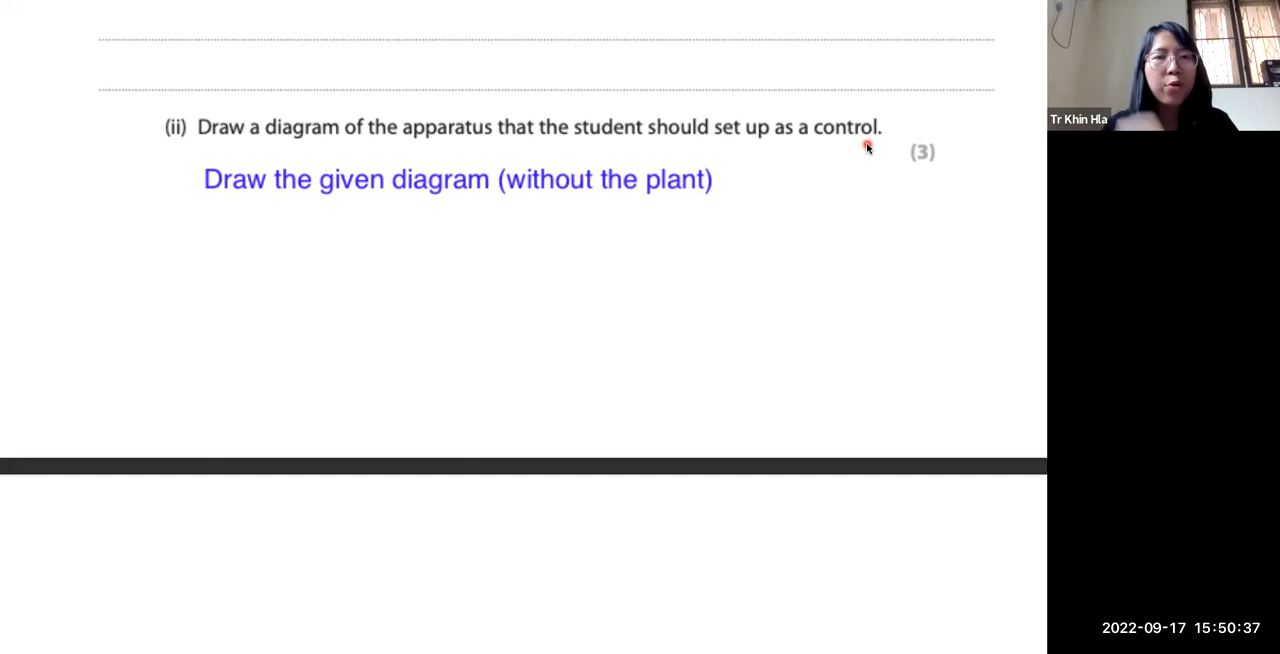 (ii) Draw a diagram of the apparatus that the student should set up as a control.
(3)
Draw the given diagram (without the plant)
Tr Khin Hla
2022-09-17 15:50:37